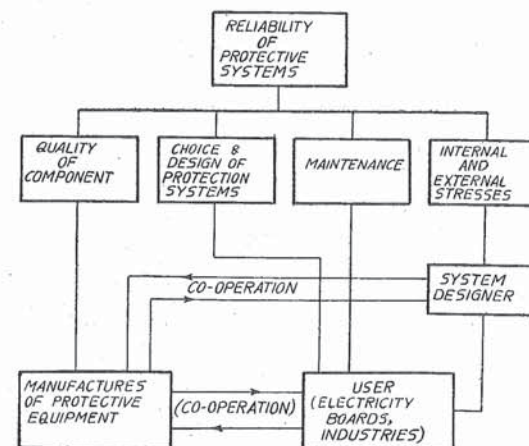 RELIABILITY
OF
PROTECTIVE
SYSTEMS
QUALITY
OF
COMPONENT
CHOICE &
DESIGN OF
PROTECTION
SYSTEMS
MAINTENANCE
INTERNAL
AND
EXTERNAL
STRESSES
CO-OPERATION
SYSTEM
DESIGNER
MANUFACTURES
OF PROTECTIVE
EQUIPMENT
(CO-OPERATION)
USER
(ELECTRICITY
BOARDS,
INDUSTRIES)